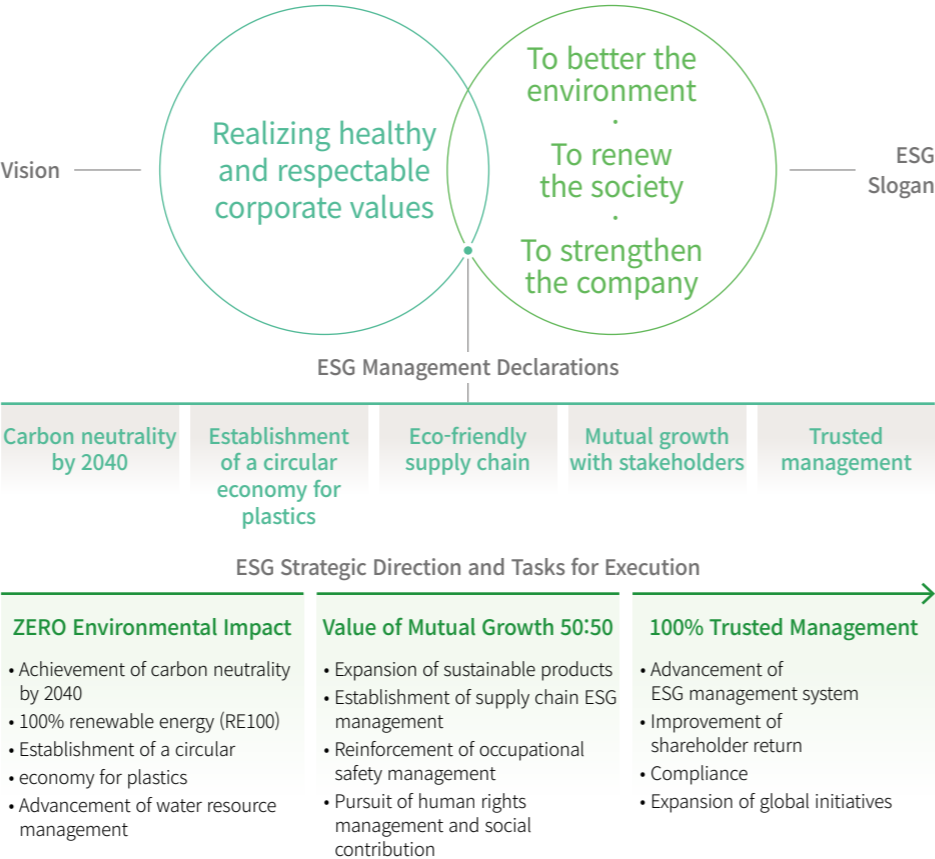 Vision
Realizing healthy
and respectable
corporate values
To better the
environment
·
To renew
the society
·
To strengthen
the company
ESG
Slogan
ESG Management Declarations
Carbon neutrality
by 2040
Establishment
of a circular
economy for
plastics
Eco-friendly
supply chain
Mutual growth
with stakeholders
Trusted
management
ESG Strategic Direction and Tasks for Execution
ZERO Environmental Impact
• Achievement of carbon neutrality
by 2040
• 100% renewable energy (RE100)
• Establishment of a circular
• economy for plastics
• Advancement of water resource
management
Value of Mutual Growth 50:50
• Expansion of sustainable products
• Establishment of supply chain ESG
management
• Reinforcement of occupational
safety management
• Pursuit of human rights
management and social
contribution
100% Trusted Management
• Advancement of
ESG management system
• Improvement of
shareholder return
• Compliance
• Expansion of global initiatives